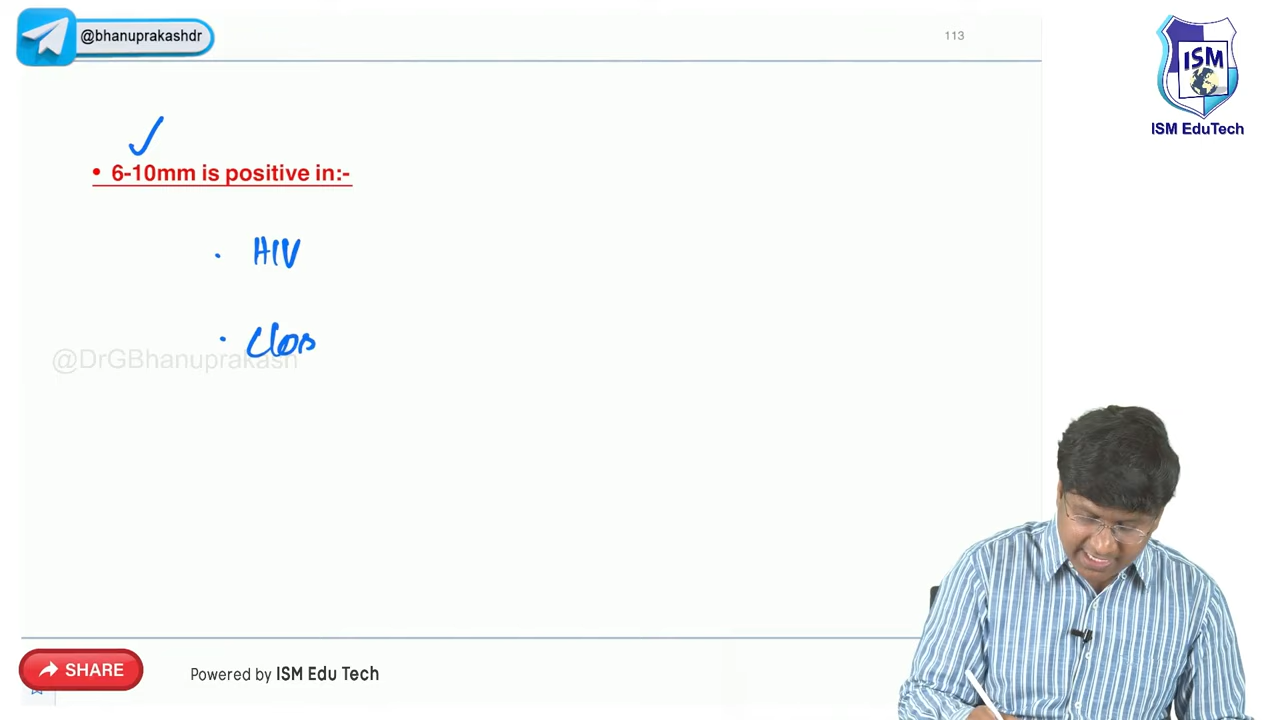 @bhanuprakashdr
113
ISM
ISM EduTech
• 6-10mm is positive in:-
· HIV
· Clos
@DrGBhanuprakash
SHARE
Powered by ISM Edu Tech